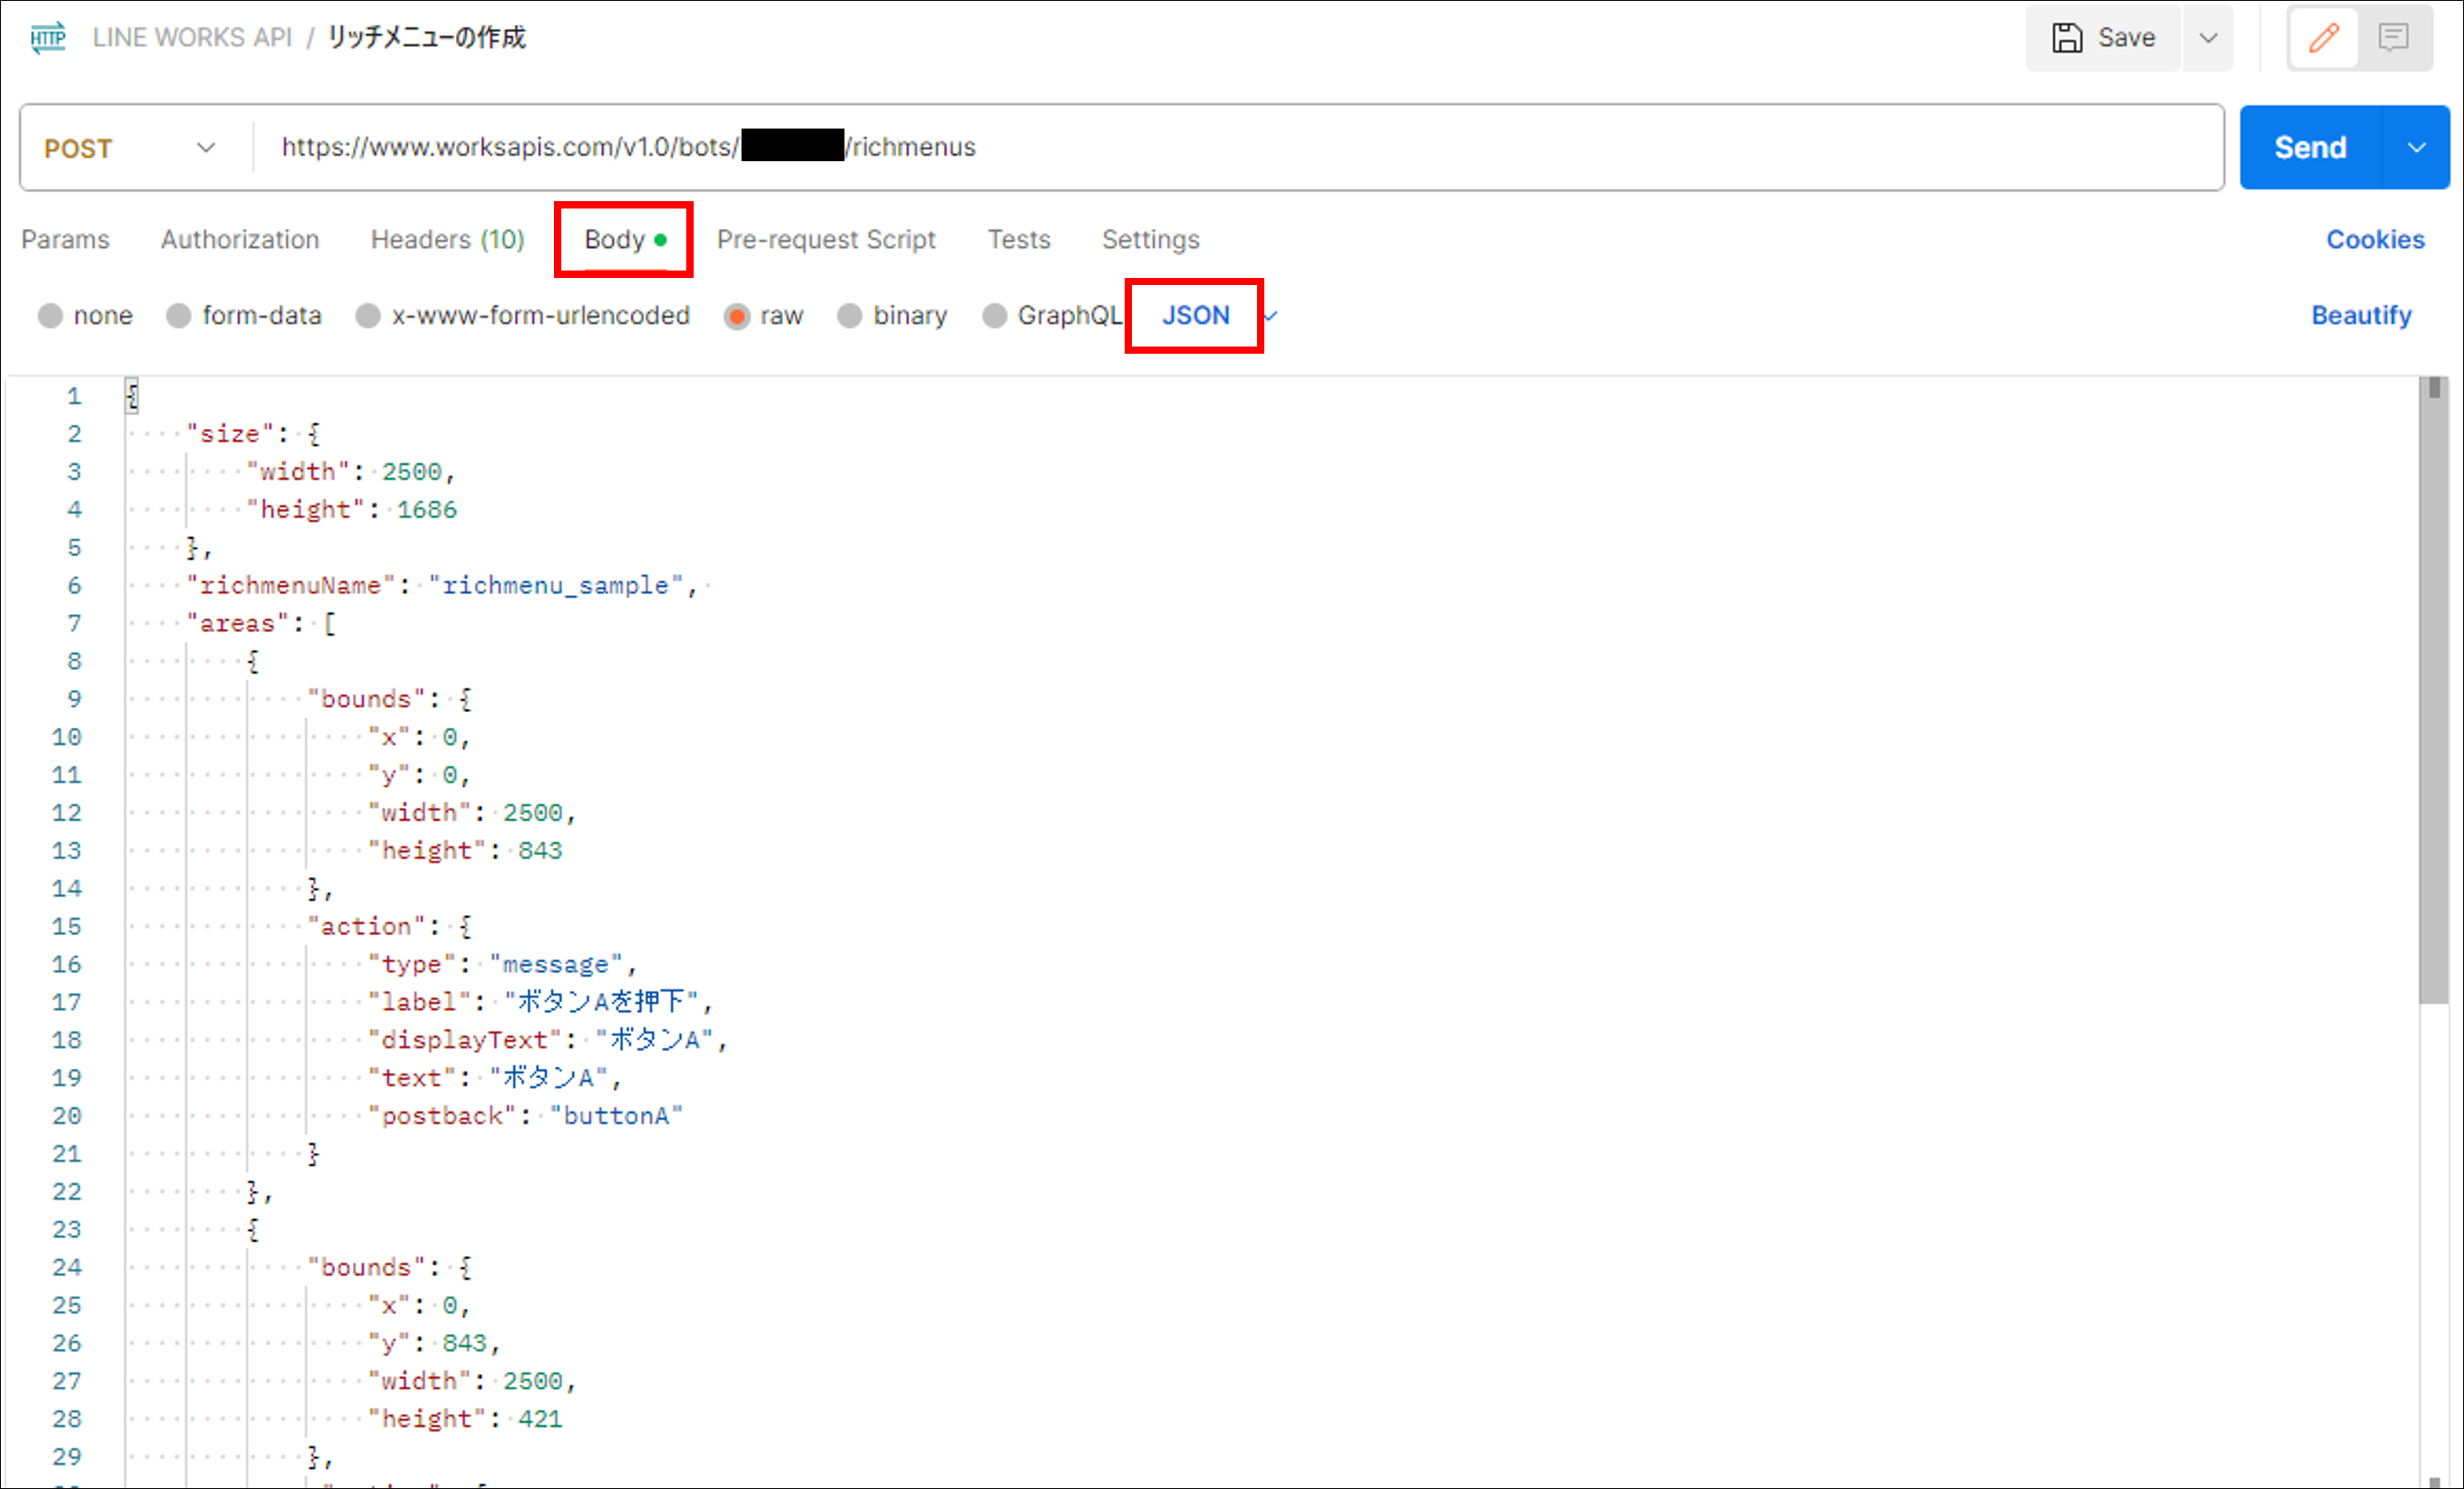 HTTP LINE WORKS API / リッチメニューの作成 Save
POST https://www.worksapis.com/v1.0/bots/ /richmenus Send
Params Authorization Headers (10) Body Pre-request Script Tests Settings Cookies
none form-data x-www-form-urlencoded raw binary GraphQL JSON Beautify
1 {
2 "size": {
3 "width": 2500,
4 "height": 1686
5 },
6 "richmenuName": "richmenu_sample",
7 "areas": [
8 {
9 "bounds": {
10 "x": 0,
11 "y": 0,
12 "width": 2500,
13 "height": 843
14 },
15 "action": {
16 "type": "message",
17 "label": "ボタンAを押下",
18 "displayText": "ボタンA",
19 "text": "ボタンA",
20 "postback": "buttonA"
21 }
22 },
23 {
24 "bounds": {
25 "x": 0,
26 "y": 843,
27 "width": 2500,
28 "height": 421
29 },